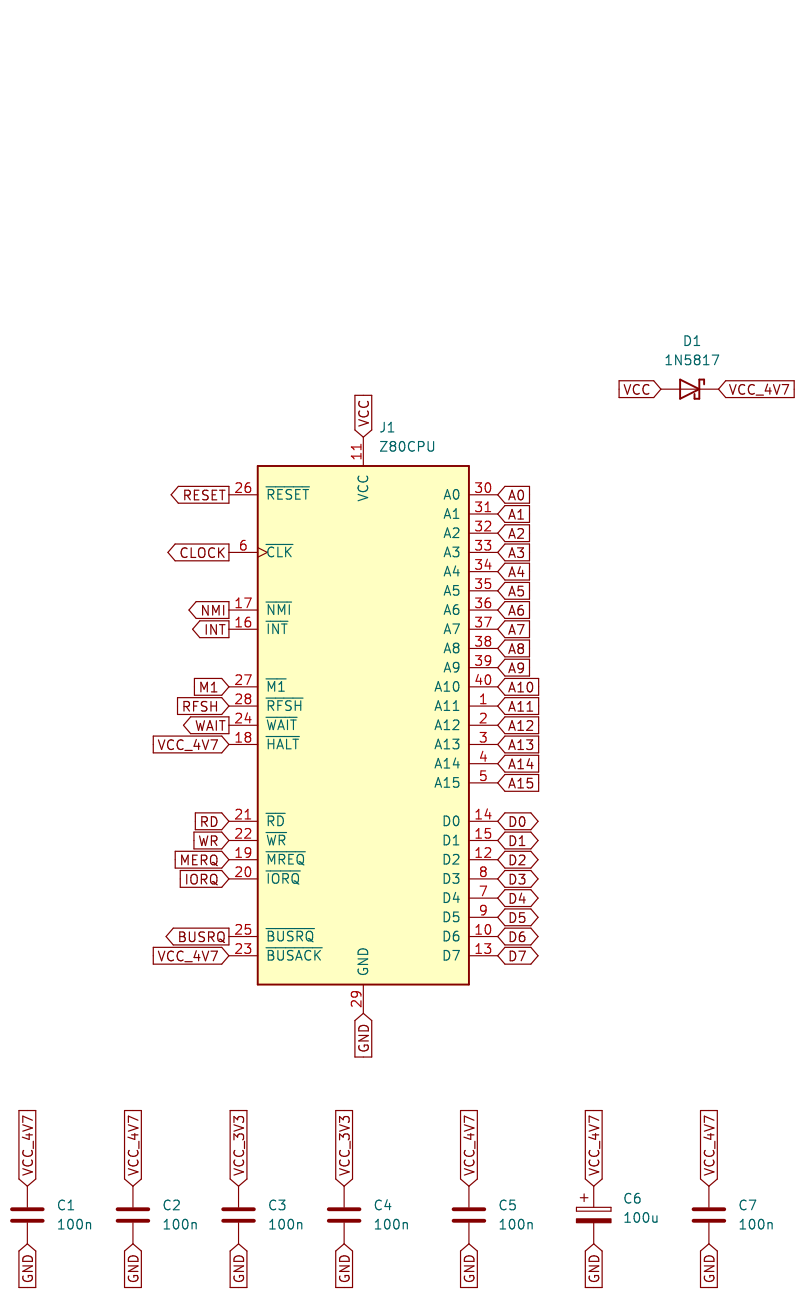 D1
1N5817
VCC VCC_4V7
VCC
J1
Z80CPU
11
VCC
RESET 26 RESET A0 30 A0
A1 31 A1
A2 32 A2
CLOCK 6 CLK A3 33 A3
A4 34 A4
A5 35 A5
NMI 17 NMI A6 36 A6
INT 16 INT A7 37 A7
A8 38 A8
A9 39 A9
M1 27 M1 A10 40 A10
RFSH 28 RFSH A11 1 A11
WAIT 24 WAIT A12 2 A12
VCC_4V7 18 HALT A13 3 A13
A14 4 A14
A15 5 A15
RD 21 RD D0 14 D0
WR 22 WR D1 15 D1
MERQ 19 MREQ D2 12 D2
IORQ 20 IORQ D3 8 D3
D4 7 D4
D5 9 D5
BUSRQ 25 BUSRQ D6 10 D6
VCC_4V7 23 BUSACK D7 13 D7
GND
29
GND
VCC_4V7 VCC_4V7 VCC_3V3 VCC_3V3 VCC_4V7 VCC_4V7 VCC_4V7
+
C1 C2 C3 C4 C5 C6 C7
100n 100n 100n 100n 100n 100u 100n
GND GND GND GND GND GND GND